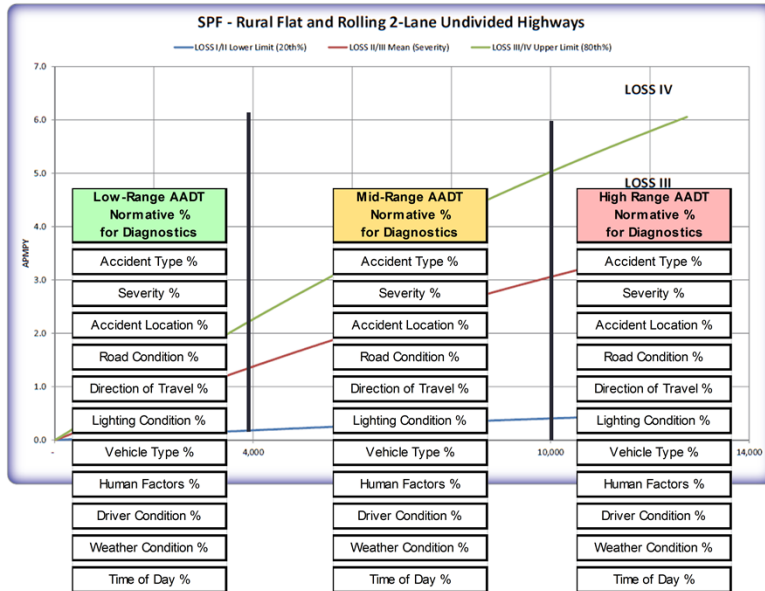 SPF - Rural Flat and Rolling 2-Lane Undivided Highways
LOSS I/II Lower Limit (20th%)
LOSS II/III Mean (Severity)
LOSS III/IV Upper Limit (80th%)
7.0
LOSS IV
6.0
5.0
LOSS III
4.0
3.0
2.0
1.0
0.0
APMPY
-
4,000
10,000
14,000
Low-Range AADT
Normative %
for Diagnostics
Accident Type %
Severity %
Accident Location %
Road Condition %
Direction of Travel %
Lighting Condition %
Vehicle Type %
Human Factors %
Driver Condition %
Weather Condition %
Time of Day %
Mid-Range AADT
Normative %
for Diagnostics
Accident Type %
Severity %
Accident Location %
Road Condition %
Direction of Travel %
Lighting Condition %
Vehicle Type %
Human Factors %
Driver Condition %
Weather Condition %
Time of Day %
High Range AADT
Normative %
for Diagnostics
Accident Type %
Severity %
Accident Location %
Road Condition %
Direction of Travel %
Lighting Condition %
Vehicle Type %
Human Factors %
Driver Condition %
Weather Condition %
Time of Day %